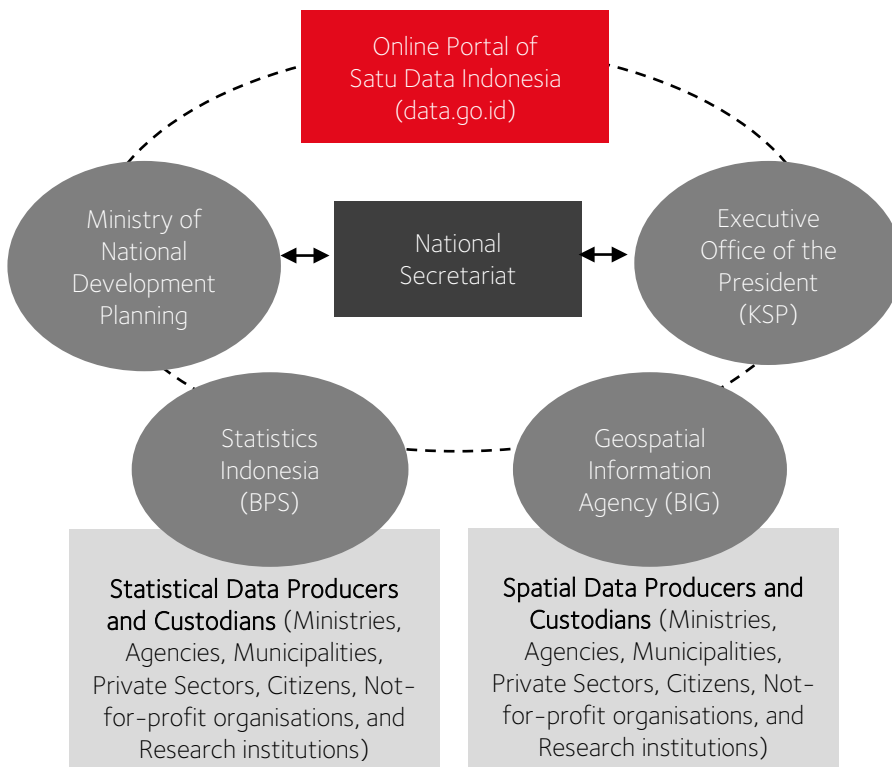 Online Portal of
Satu Data Indonesia
(data.go.id)
Ministry of
National
Development
Planning
National
Secretariat
Executive
Office of the
President
(KSP)
Statistics
Indonesia
(BPS)
Geospatial
Information
Agency (BIG)
Statistical Data Producers
and Custodians (Ministries,
Agencies, Municipalities,
Private Sectors, Citizens, Not-
for-profit organisations, and
Research institutions)
Spatial Data Producers and
Custodians (Ministries,
Agencies, Municipalities,
Private Sectors, Citizens, Not-
for-profit organisations, and
Research institutions)